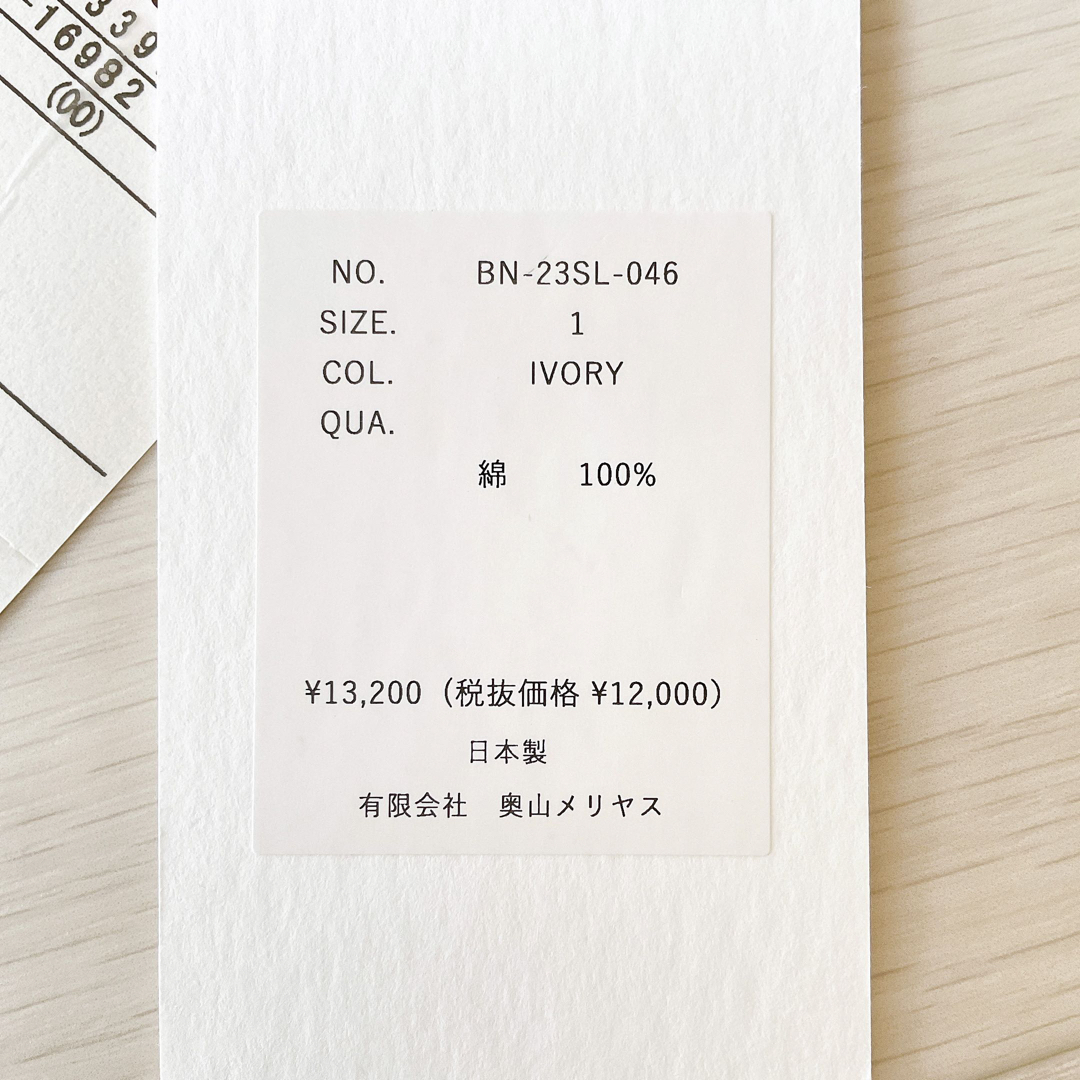 339
-16982
(00)
NO. BN-23SL-046
SIZE. 1
COL. IVORY
QUA.
綿 100%
¥13,200（税抜価格 ¥12,000）
日本製
有限会社 奥山メリヤス